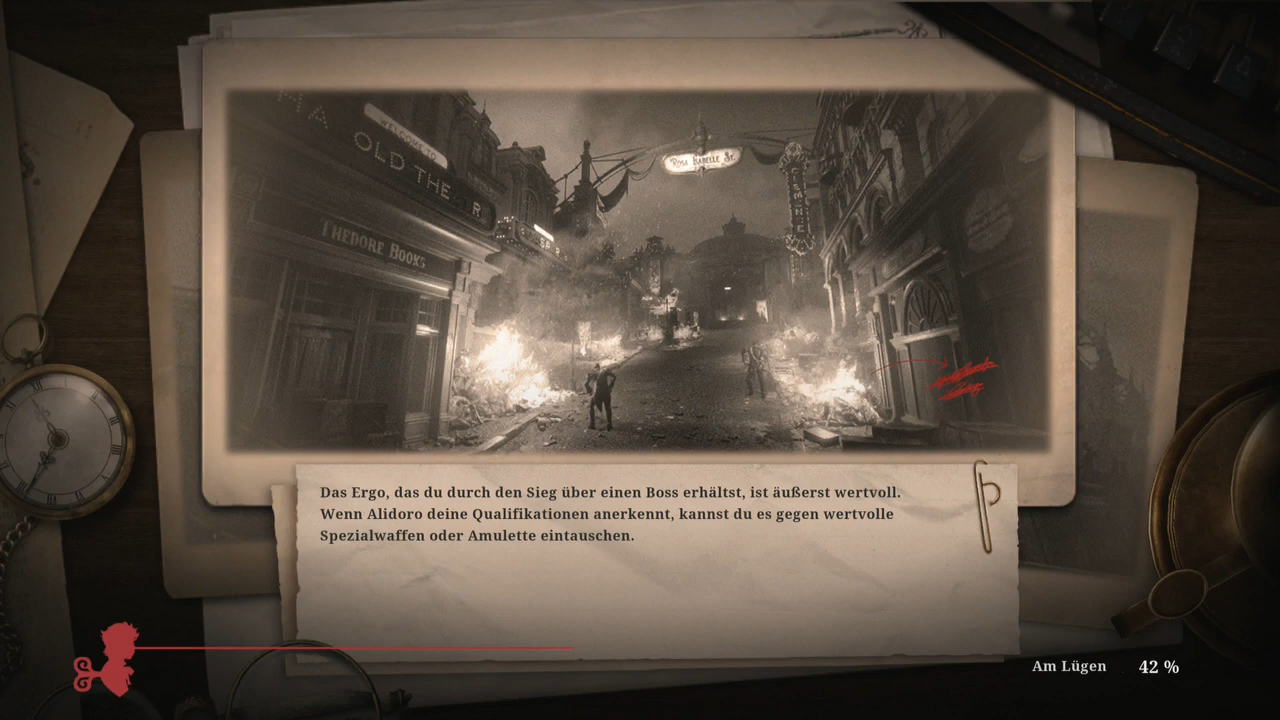 WELCOME TO
OLD THE R
THEDORE BOOKS
ROSA ISABELLE St.
Das Ergo, das du durch den Sieg über einen Boss erhältst, ist äußerst wertvoll.
Wenn Alidoro deine Qualifikationen anerkennt, kannst du es gegen wertvolle
Spezialwaffen oder Amulette eintauschen.
Am Lügen 42 %